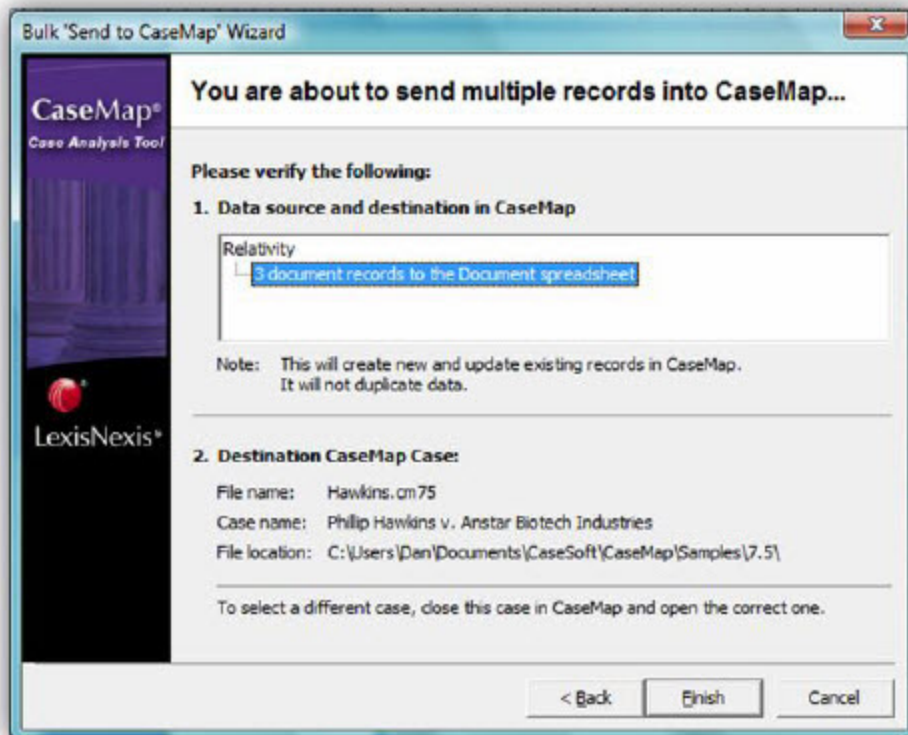 Bulk "Send to CaseMap" Wizard
CaseMap®
Case Analysis Tool
LexisNexis®
You are about to send multiple records into CaseMap...
Please verify the following:
1. Data source and destination in CaseMap
Relativity
3 document records to the Document spreadsheet
Note: This will create new and update existing records in CaseMap.
It will not duplicate data.
2. Destination CaseMap Case:
File name: Hawkins.cm75
Case name: Phillip Hawkins v. Anstar Biotech Industries
File location: C:\Users\Dan\Documents\CaseSoft\CaseMap\Samples\7.5\
To select a different case, close this case in CaseMap and open the correct one.
< Back Finish Cancel